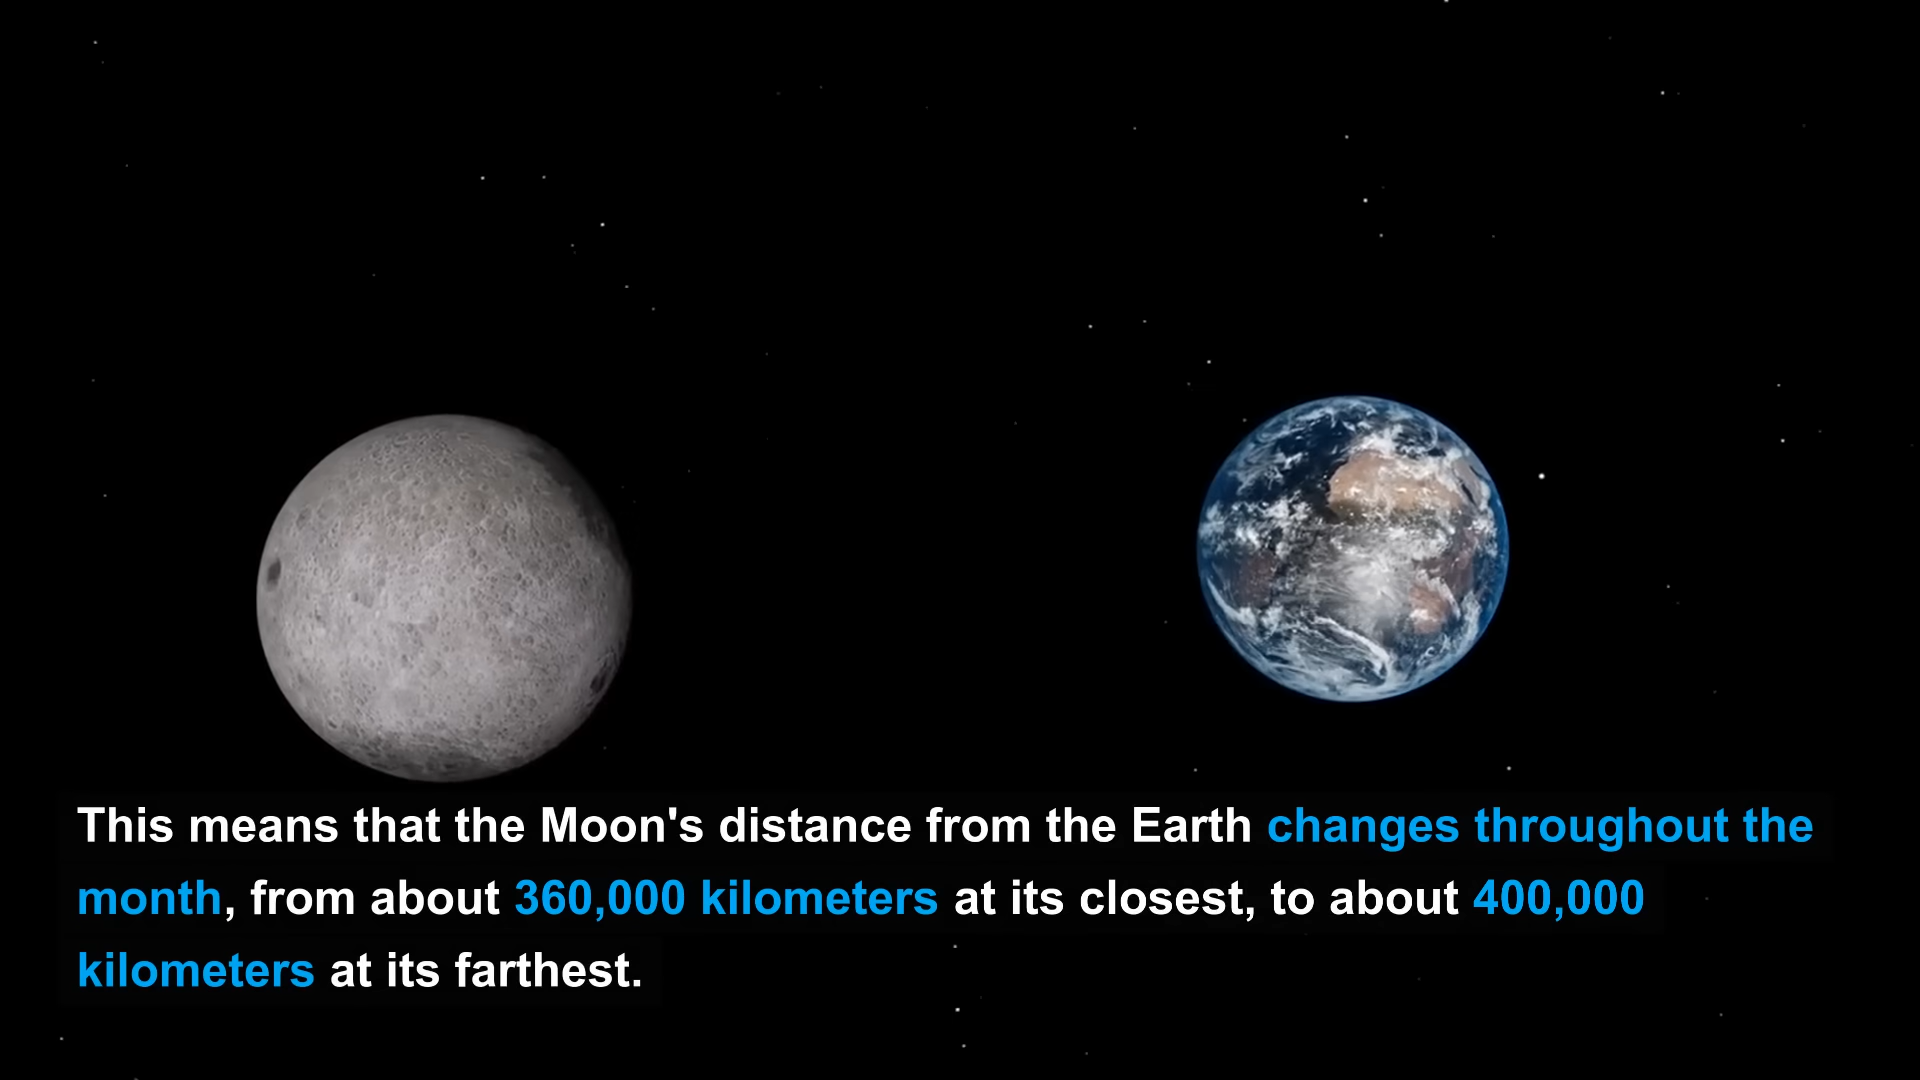 This means that the Moon's distance from the Earth changes throughout the
month, from about 360,000 kilometers at its closest, to about 400,000
kilometers at its farthest.